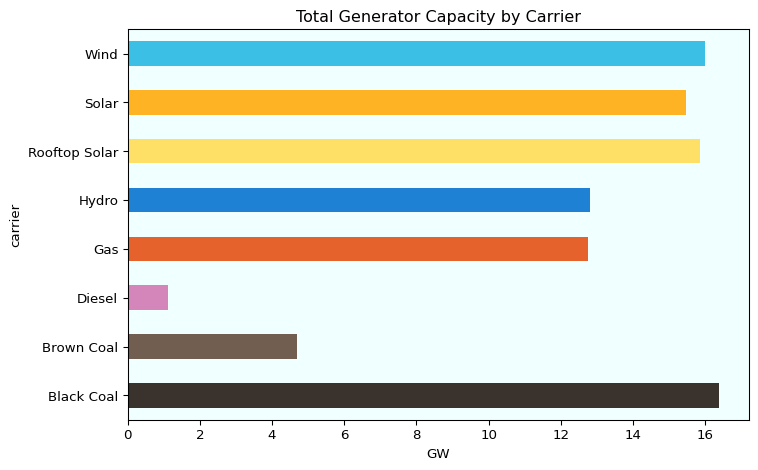 Total Generator Capacity by Carrier
carrier
Wind
Solar
Rooftop Solar
Hydro
Gas
Diesel
Brown Coal
Black Coal
0 2 4 6 8 10 12 14 16
GW